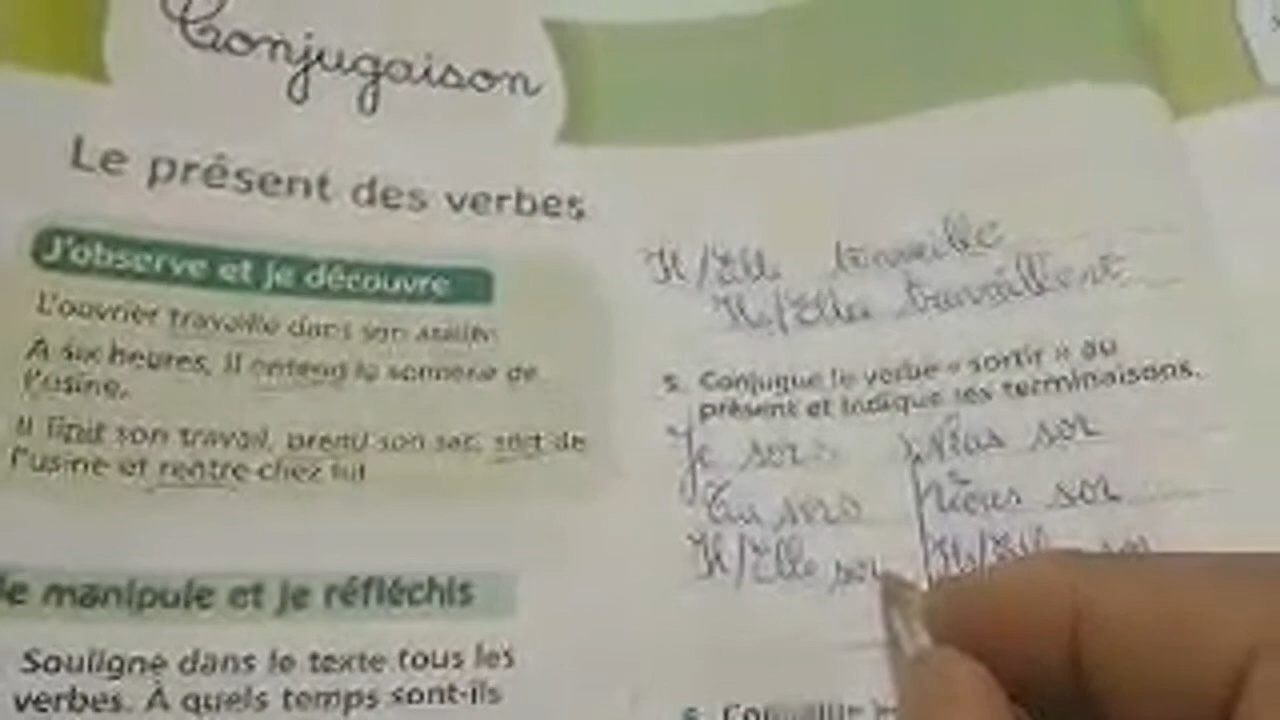 Conjugaison
Le présent des verbes
J'observe et je découvre
L'ouvrier travaille dans son atelier.
À six heures, il entend la sonnerie de
l'usine.
Il finit son travail, prend son sac, sort de
l'usine et rentre chez lui
Je manipule et je réfléchis
Souligne dans le texte tous les
verbes. À quels temps sont-ils
Il/Elle travaille
Ils/Elles travaillent
5. Conjugue le verbe « sortir » au
présent et indique les terminaisons.
Je sors
Nous sor
Tu sors
Vous sor
Il/Elle sor